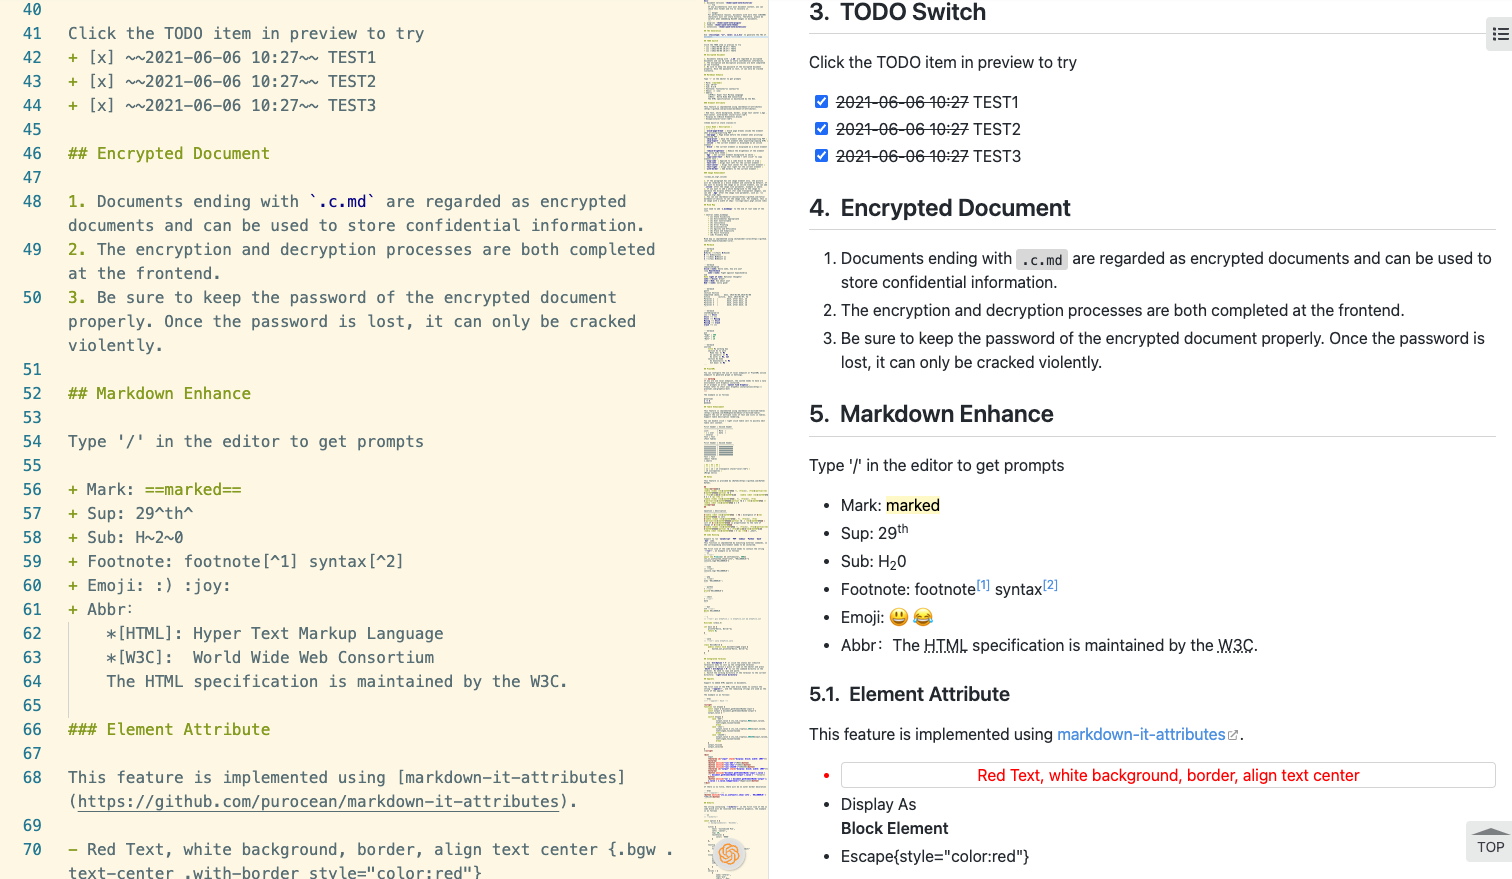 40
41 Click the TODO item in preview to try
42 + [x] ~~2021-06-06 10:27~~ TEST1
43 + [x] ~~2021-06-06 10:27~~ TEST2
44 + [x] ~~2021-06-06 10:27~~ TEST3
45
46 ## Encrypted Document
47
48 1. Documents ending with `.c.md` are regarded as encrypted
documents and can be used to store confidential information.
49 2. The encryption and decryption processes are both completed
at the frontend.
50 3. Be sure to keep the password of the encrypted document
properly. Once the password is lost, it can only be cracked
violently.
51
52 ## Markdown Enhance
53
54 Type '/' in the editor to get prompts
55
56 + Mark: ==marked==
57 + Sup: 29^th^
58 + Sub: H~2~0
59 + Footnote: footnote[^1] syntax[^2]
60 + Emoji: :) :joy:
61 + Abbr:
62 *[HTML]: Hyper Text Markup Language
63 *[W3C]:  World Wide Web Consortium
64 The HTML specification is maintained by the W3C.
65
66 ### Element Attribute
67
68 This feature is implemented using [markdown-it-attributes]
(https://github.com/purocean/markdown-it-attributes).
69
70 - Red Text, white background, border, align text center {.bgw .
text-center .with-border style="color:red"}
3. TODO Switch
Click the TODO item in preview to try
2021-06-06 10:27 TEST1
2021-06-06 10:27 TEST2
2021-06-06 10:27 TEST3
4. Encrypted Document
1. Documents ending with .c.md are regarded as encrypted documents and can be used to
store confidential information.
2. The encryption and decryption processes are both completed at the frontend.
3. Be sure to keep the password of the encrypted document properly. Once the password is
lost, it can only be cracked violently.
5. Markdown Enhance
Type '/' in the editor to get prompts
• Mark: marked
• Sup: 29th
• Sub: H20
• Footnote: footnote[1] syntax[2]
• Emoji: 😃 😂
• Abbr: The HTML specification is maintained by the W3C.
5.1. Element Attribute
This feature is implemented using markdown-it-attributes.
• Red Text, white background, border, align text center
• Display As
Block Element
• Escape{style="color:red"}
TOP